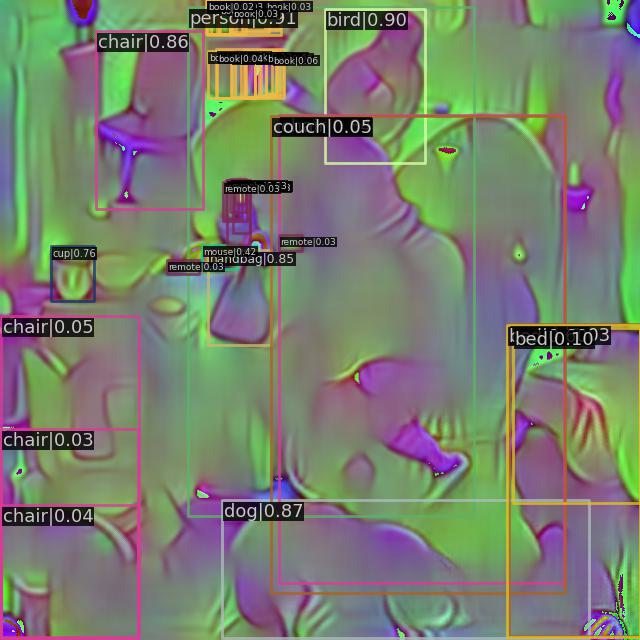 person|0.91
book|0.03
bird|0.90
chair|0.86
book|0.06
couch|0.05
remote|0.03
remote|0.03
cup|0.76
mouse|0.42
handbag|0.85
remote|0.03
chair|0.05
bed|0.10
chair|0.03
dog|0.87
chair|0.04